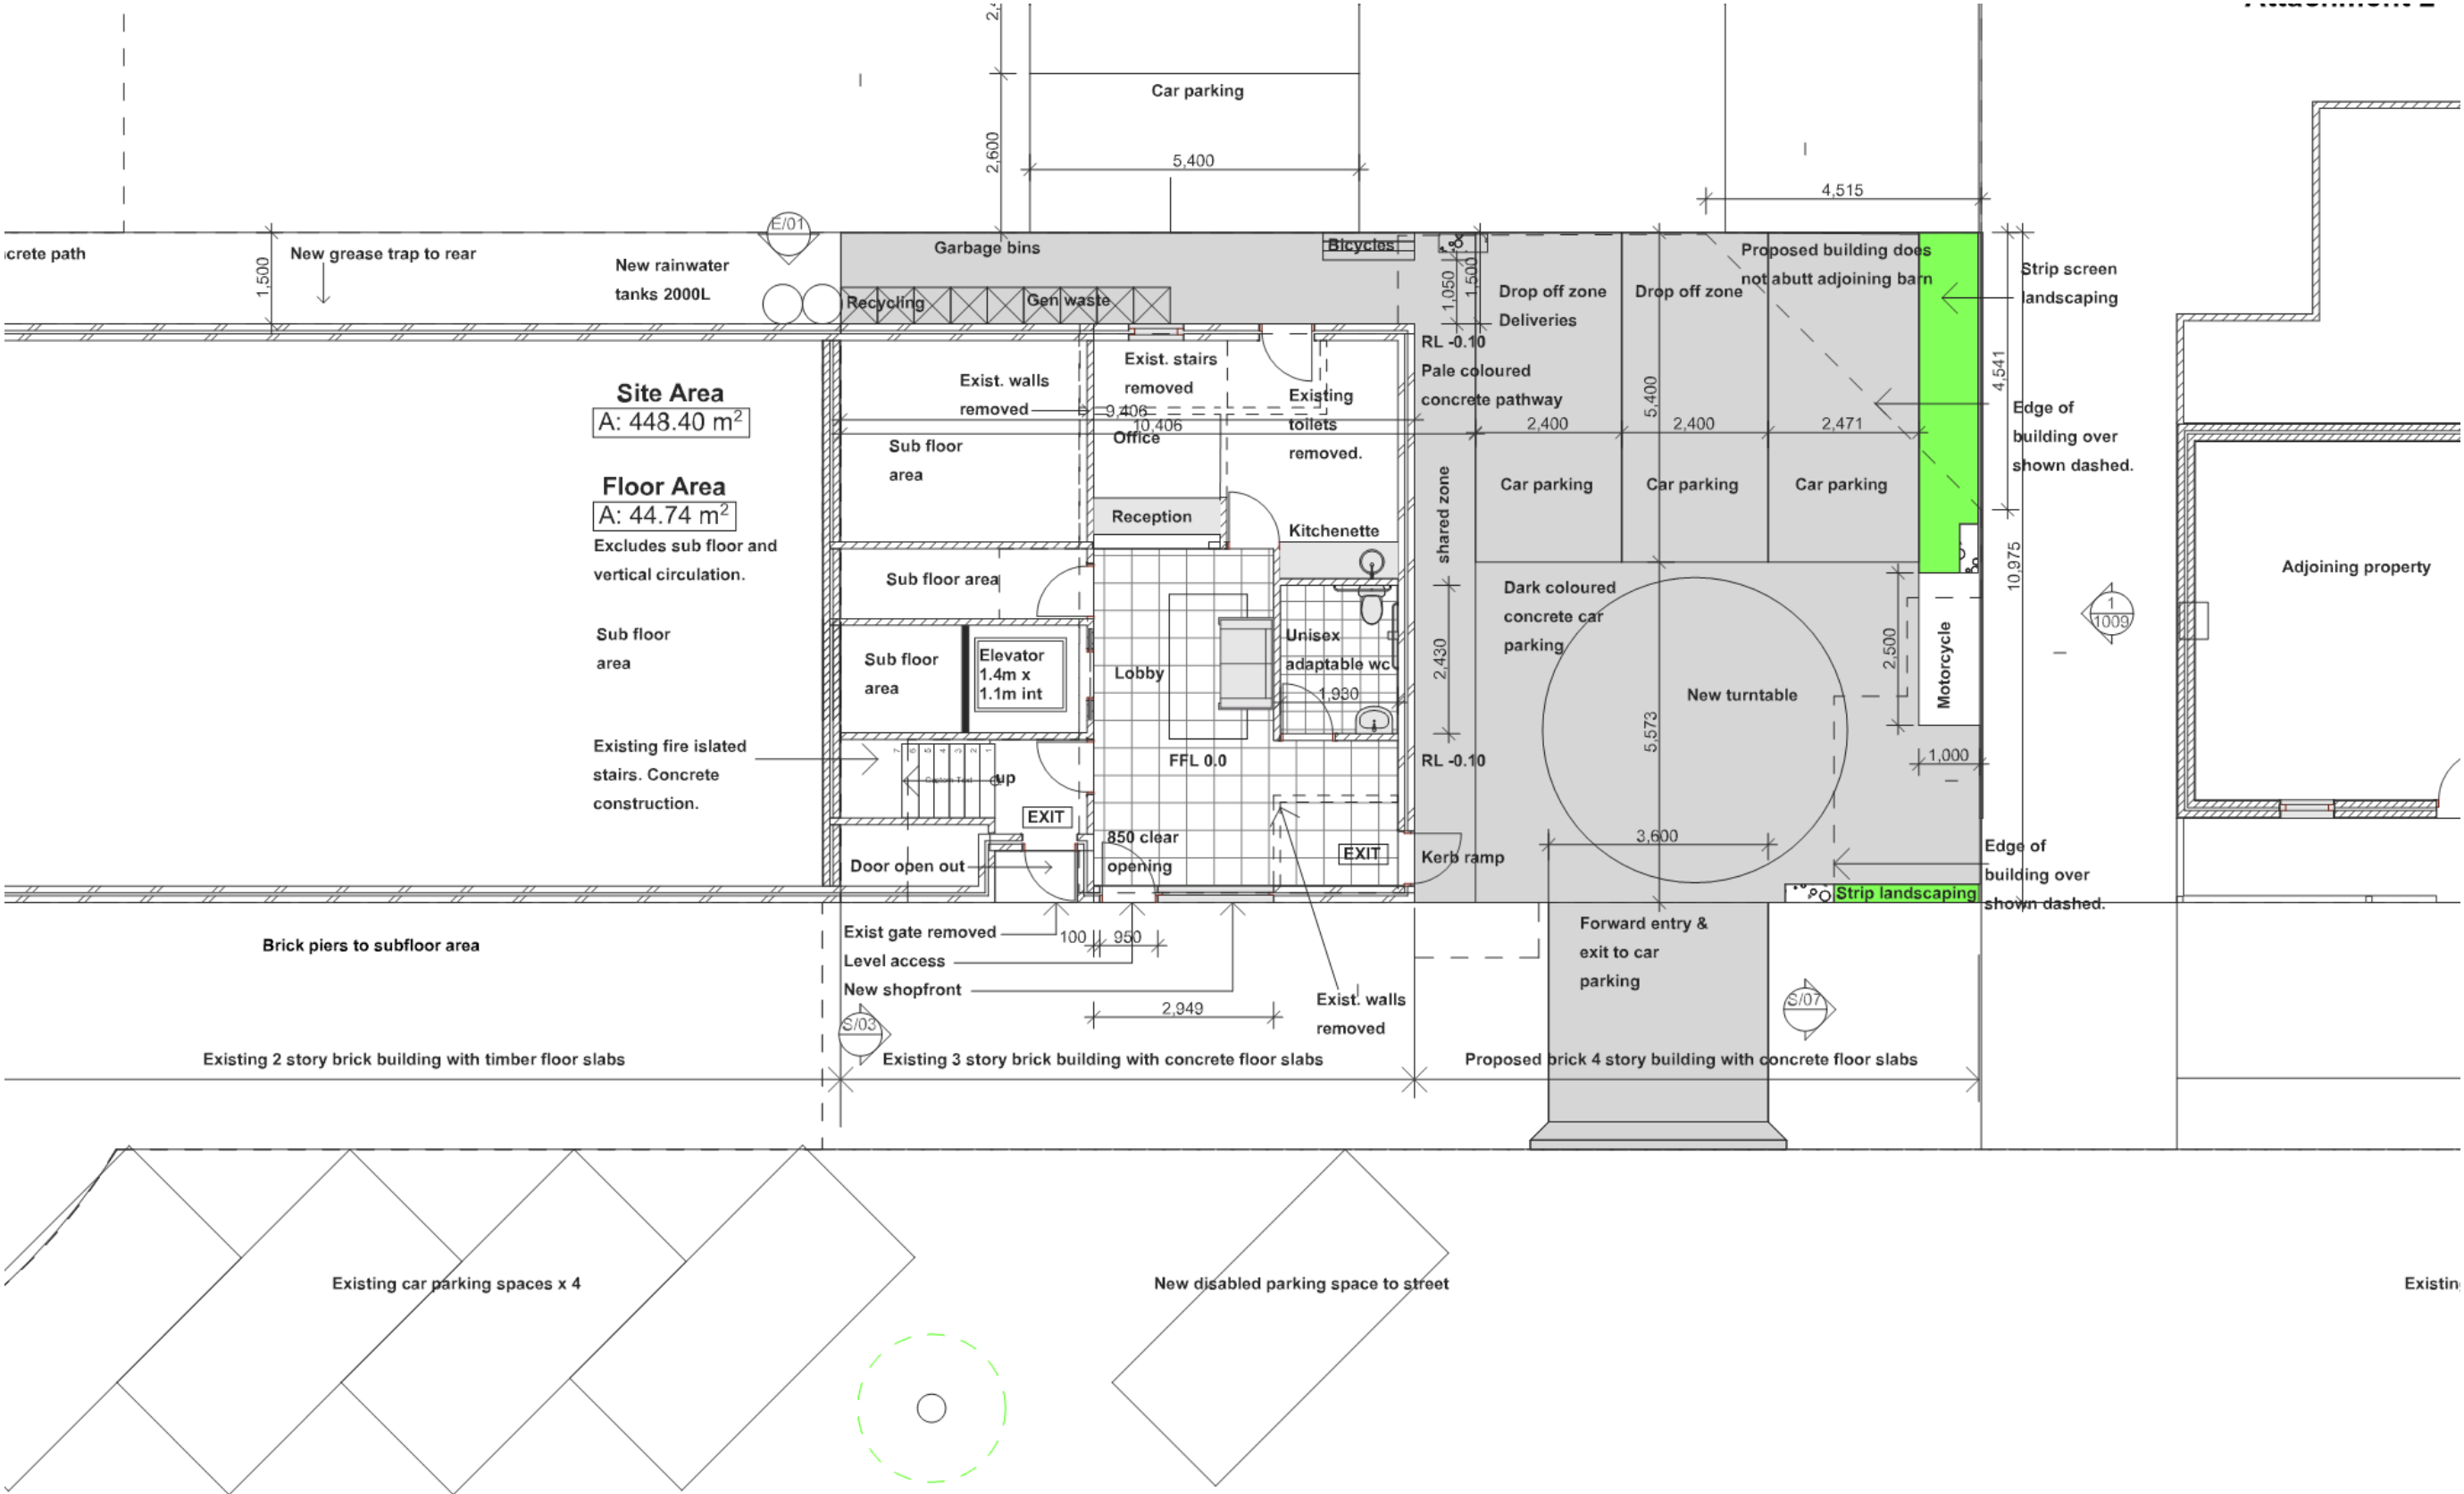 Car parking
2,600
5,400
4,515
E/01
crete path
New grease trap to rear
1,500
New rainwater
tanks 2000L
Garbage bins
Bicycles
Recycling
Gen waste
1,050
1,500
Drop off zone
Deliveries
Drop off zone
Proposed building does
not abutt adjoining barn
Strip screen
landscaping
RL -0.10
Pale coloured
concrete pathway
Exist. stairs
removed
Exist. walls
removed
Existing
toilets
removed.
9,406
10,406
Office
Sub floor
area
Site Area
A: 448.40 m²
Floor Area
A: 44.74 m²
Excludes sub floor and
vertical circulation.
5,400
2,400
2,400
2,471
4,541
Edge of
building over
shown dashed.
Car parking
Car parking
Car parking
shared zone
Reception
Kitchenette
Sub floor area
Sub floor
area
Sub floor
area
Elevator
1.4m x
1.1m int
Lobby
Unisex
adaptable wc
1,930
2,430
Dark coloured
concrete car
parking
New turntable
5,573
2,500
Motorcycle
10,975
1
1009
Adjoining property
Existing fire islated
stairs. Concrete
construction.
7
6
5
4
3
2
1
up
FFL 0.0
RL -0.10
1,000
EXIT
850 clear
opening
EXIT
Kerb ramp
3,600
Door open out
Edge of
building over
shown dashed.
Strip landscaping
Brick piers to subfloor area
Exist gate removed
100
950
Level access
New shopfront
2,949
Exist. walls
removed
Forward entry &
exit to car
parking
S/03
S/07
Existing 2 story brick building with timber floor slabs
Existing 3 story brick building with concrete floor slabs
Proposed brick 4 story building with concrete floor slabs
Existing car parking spaces x 4
New disabled parking space to street
Existin